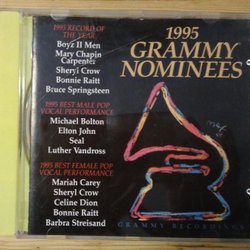 1995 RECORD OF
THE YEAR
Boyz II Men
Mary Chapin
Carpenter
Sheryl Crow
Bonnie Raitt
Bruce Springsteen
1995 BEST MALE POP
VOCAL PERFORMANCE
Michael Bolton
Elton John
Seal
Luther Vandross
1995 BEST FEMALE POP
VOCAL PERFORMANCE
Mariah Carey
Sheryl Crow
Celine Dion
Bonnie Raitt
Barbra Streisand
1995
GRAMMY
NOMINEES
GRAMMY RECORDINGS